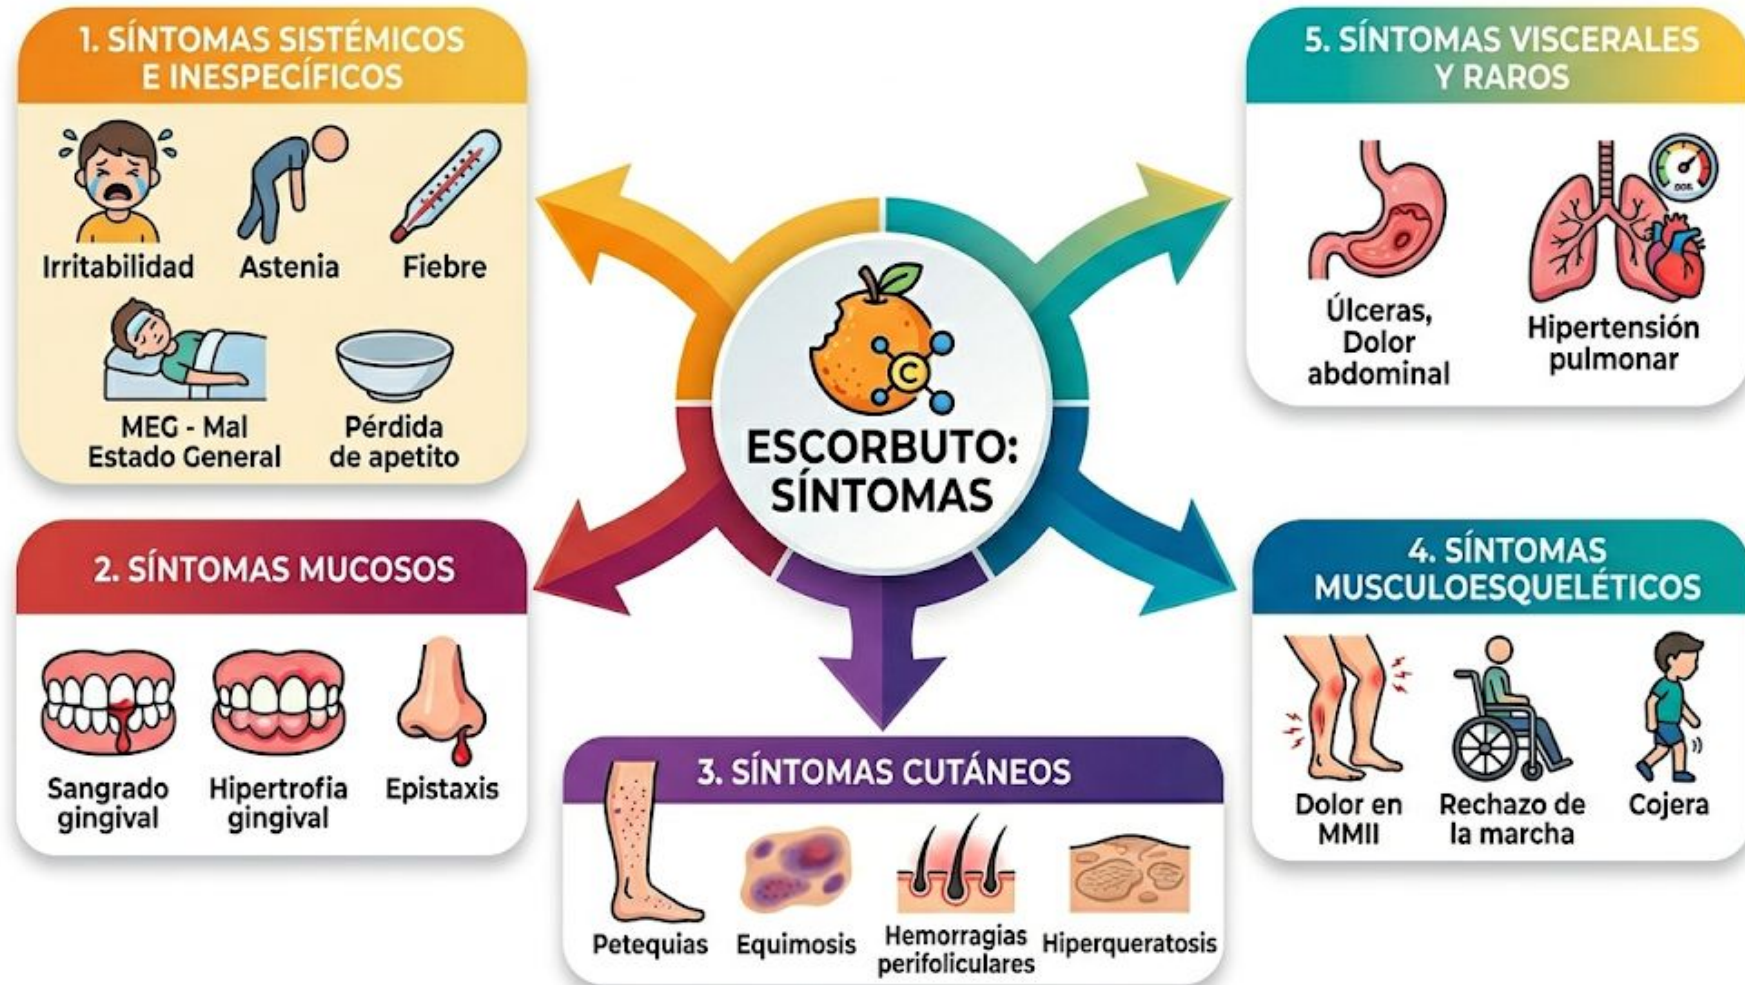 1. SÍNTOMAS SISTÉMICOS
E INESPECÍFICOS
Irritabilidad
Astenia
Fiebre
MEG - Mal
Estado General
Pérdida
de apetito
2. SÍNTOMAS MUCOSOS
Sangrado
gingival
Hipertrofia
gingival
Epistaxis
ESCORBUTO:
SÍNTOMAS
C
3. SÍNTOMAS CUTÁNEOS
Petequias
Equimosis
Hemorragias
perifoliculares
Hiperqueratosis
4. SÍNTOMAS
MUSCULOESQUELÉTICOS
Dolor en
MMII
Rechazo de
la marcha
Cojera
5. SÍNTOMAS VISCERALES
Y RAROS
Úlceras,
Dolor
abdominal
Hipertensión
pulmonar